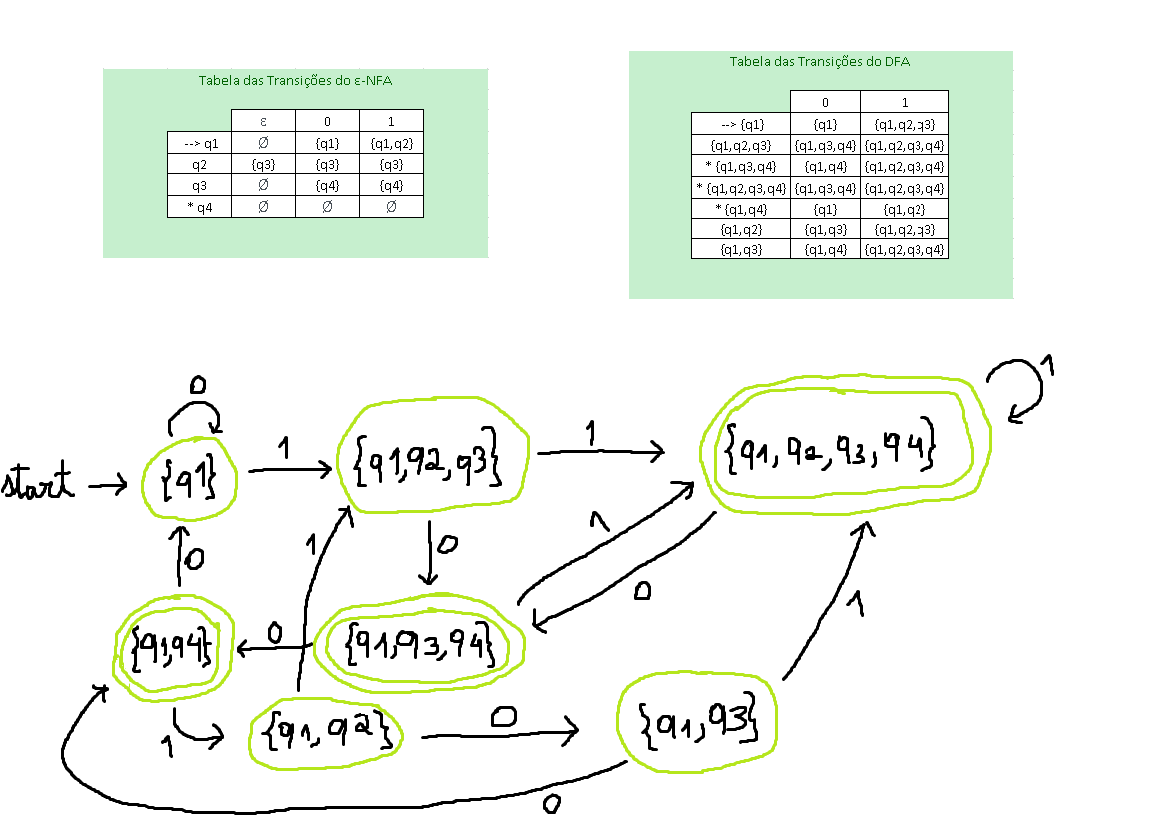 Tabela das Transições do ε-NFA
ε 0 1
--> q1 Ø {q1} {q1,q2}
q2 {q3} {q3} {q3}
q3 Ø {q4} {q4}
* q4 Ø Ø Ø
Tabela das Transições do DFA
0 1
--> {q1} {q1} {q1,q2,q3}
{q1,q2,q3} {q1,q3,q4} {q1,q2,q3,q4}
* {q1,q3,q4} {q1,q4} {q1,q2,q3,q4}
* {q1,q2,q3,q4} {q1,q3,q4} {q1,q2,q3,q4}
* {q1,q4} {q1} {q1,q2}
{q1,q2} {q1,q3} {q1,q2,q3}
{q1,q3} {q1,q4} {q1,q2,q3,q4}
0
1
start {q1} 1 {q1,q2,q3} 1 {q1,q2,q3,q4}
0 1 0 1 0
1
{q1,q4} 0 {q1,q3,q4}
1 {q1,q2} 0 {q1,q3}
0